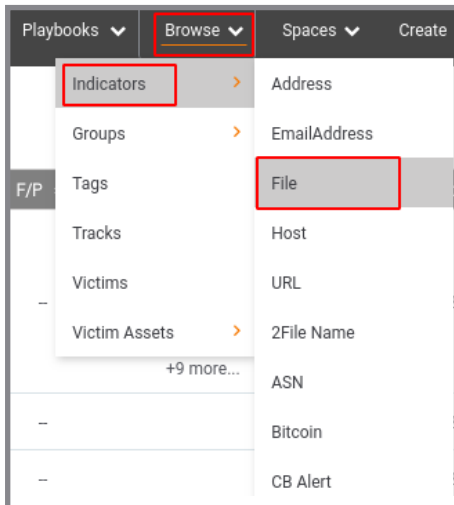 Playbooks Browse Spaces Create
Indicators
Groups
Tags
Tracks
Victims
Victim Assets
Address
EmailAddress
File
Host
URL
2File Name
ASN
Bitcoin
CB Alert
F/P
--
+9 more...
--
--